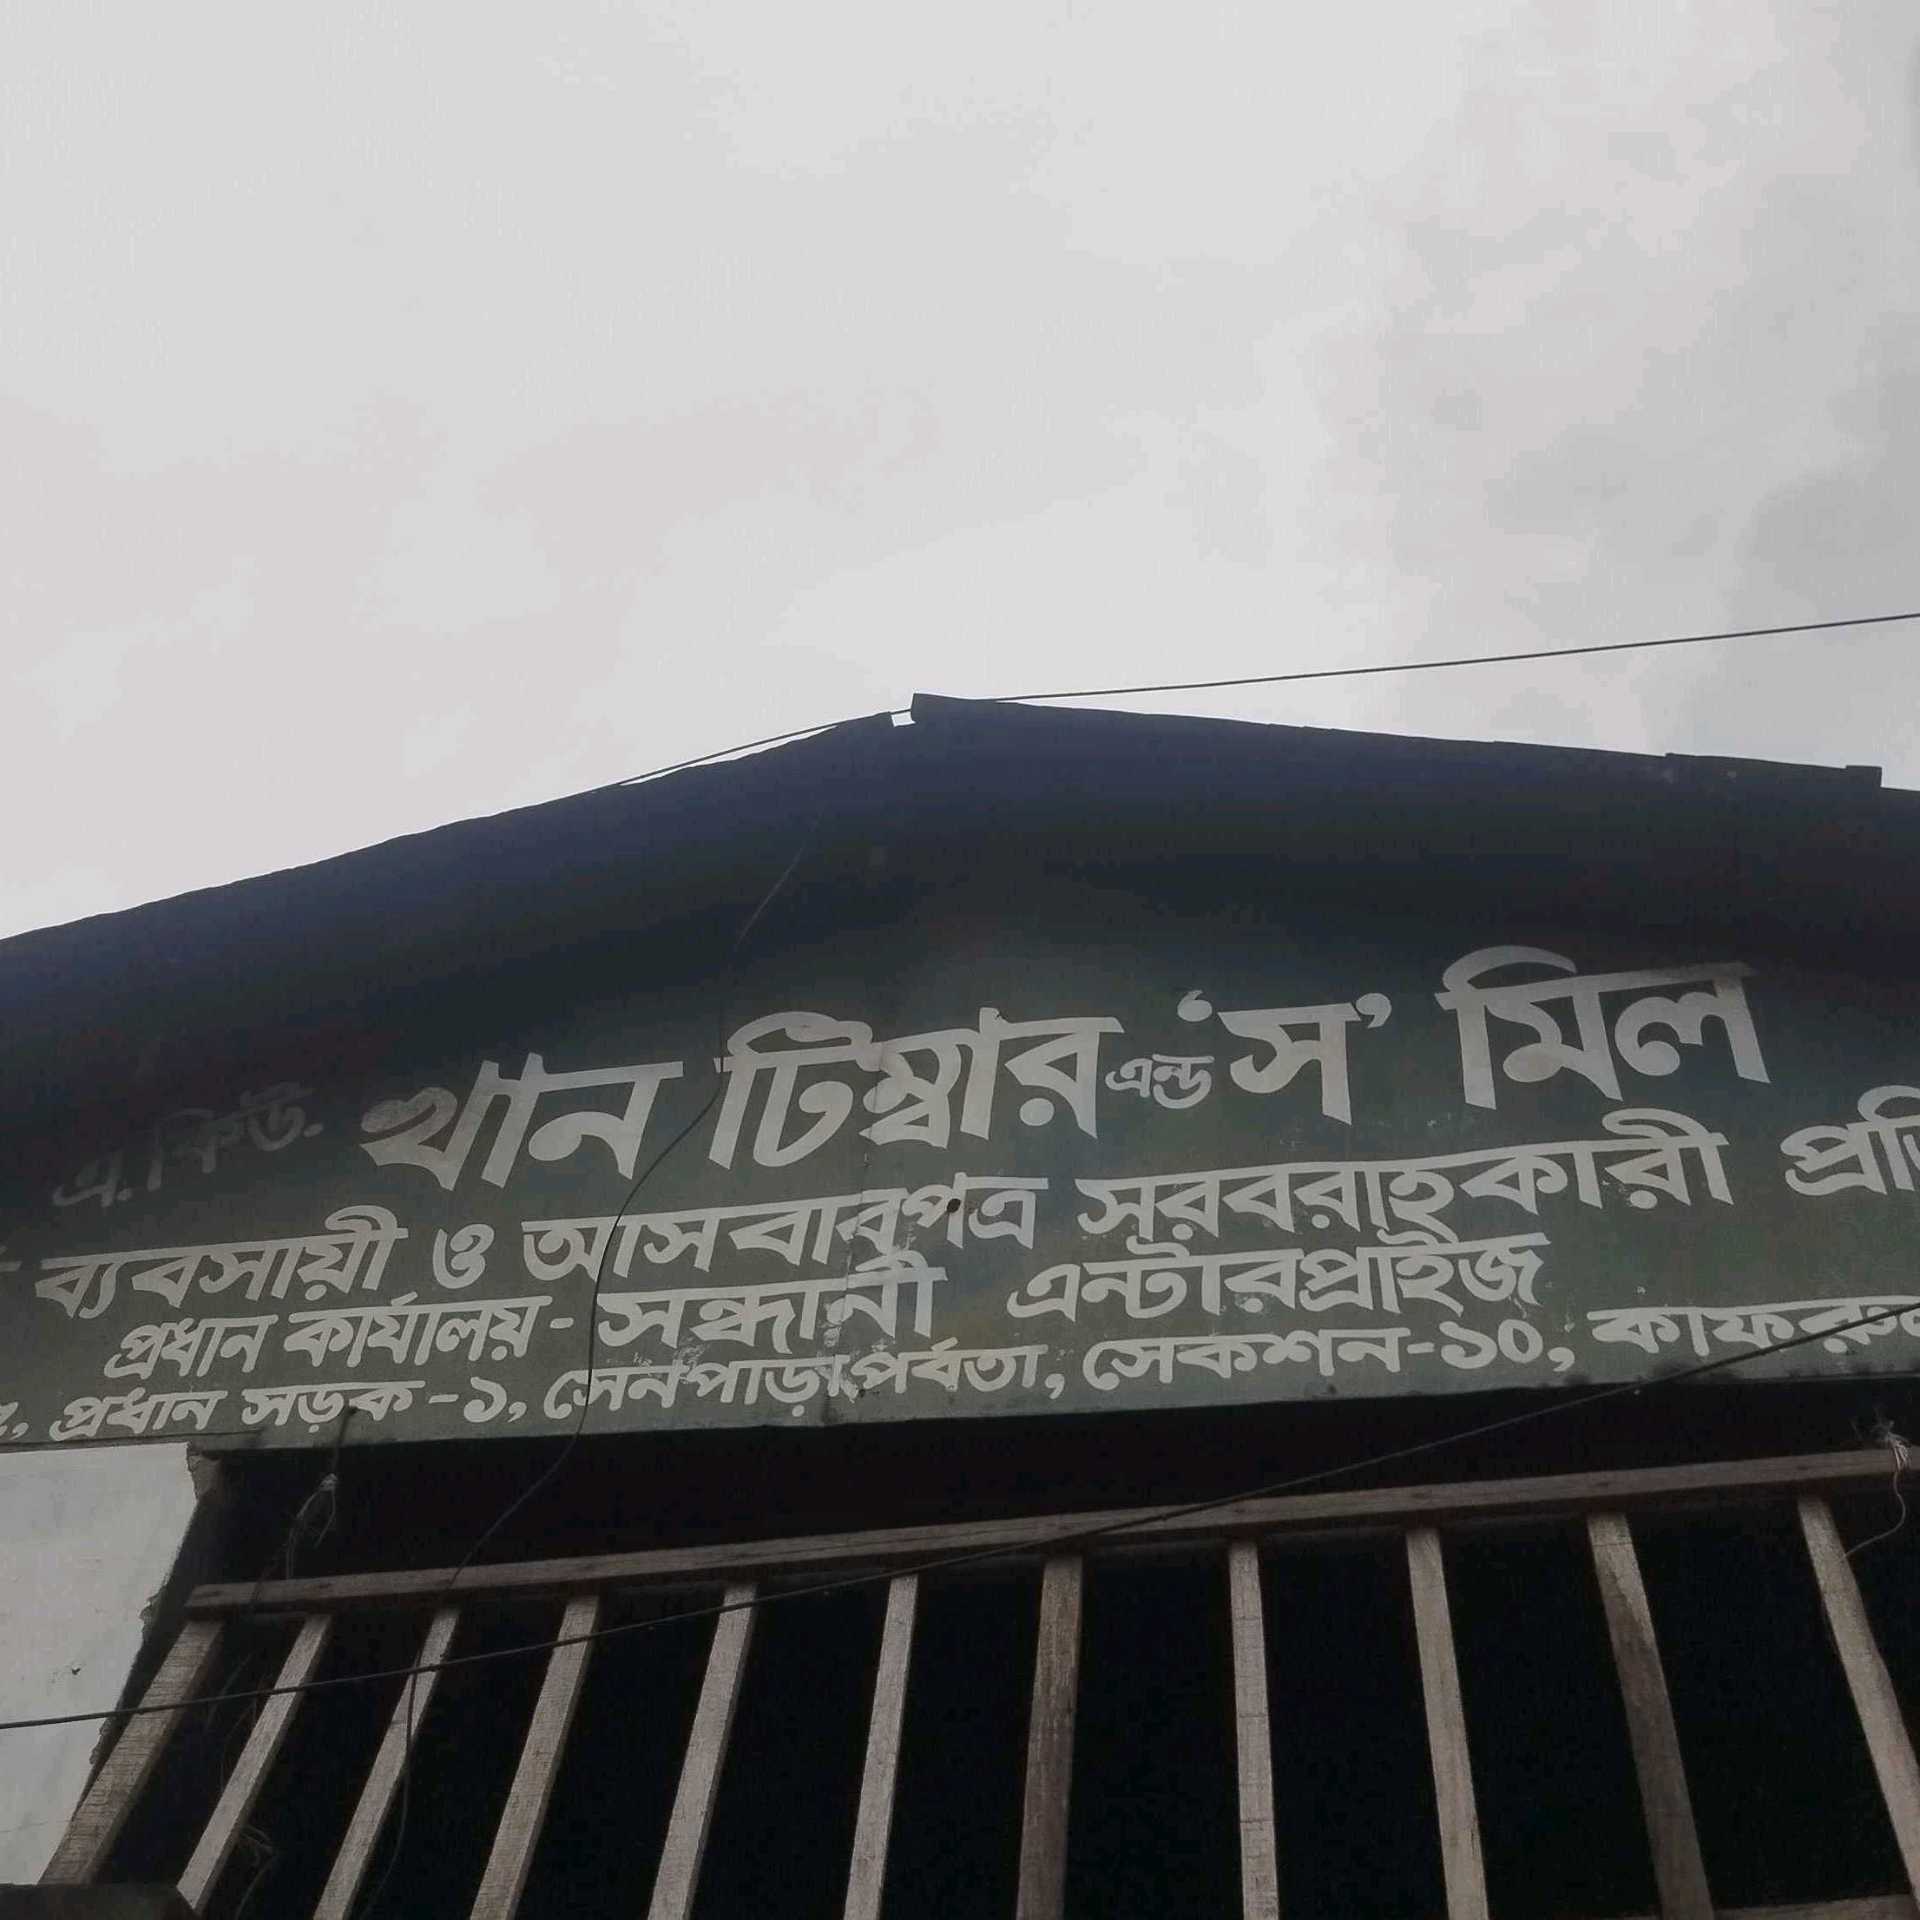 এ.কিউ. খান টিম্বার এন্ড ‘স’ মিল
ব্যবসায়ী ও আসবাবপত্র সরবরাহকারী
প্রধান কার্যালয়- সন্ধানী এন্টারপ্রাইজ
প্রধান সড়ক-১, সেনপাড়া পর্বতা, সেকশন-১০,